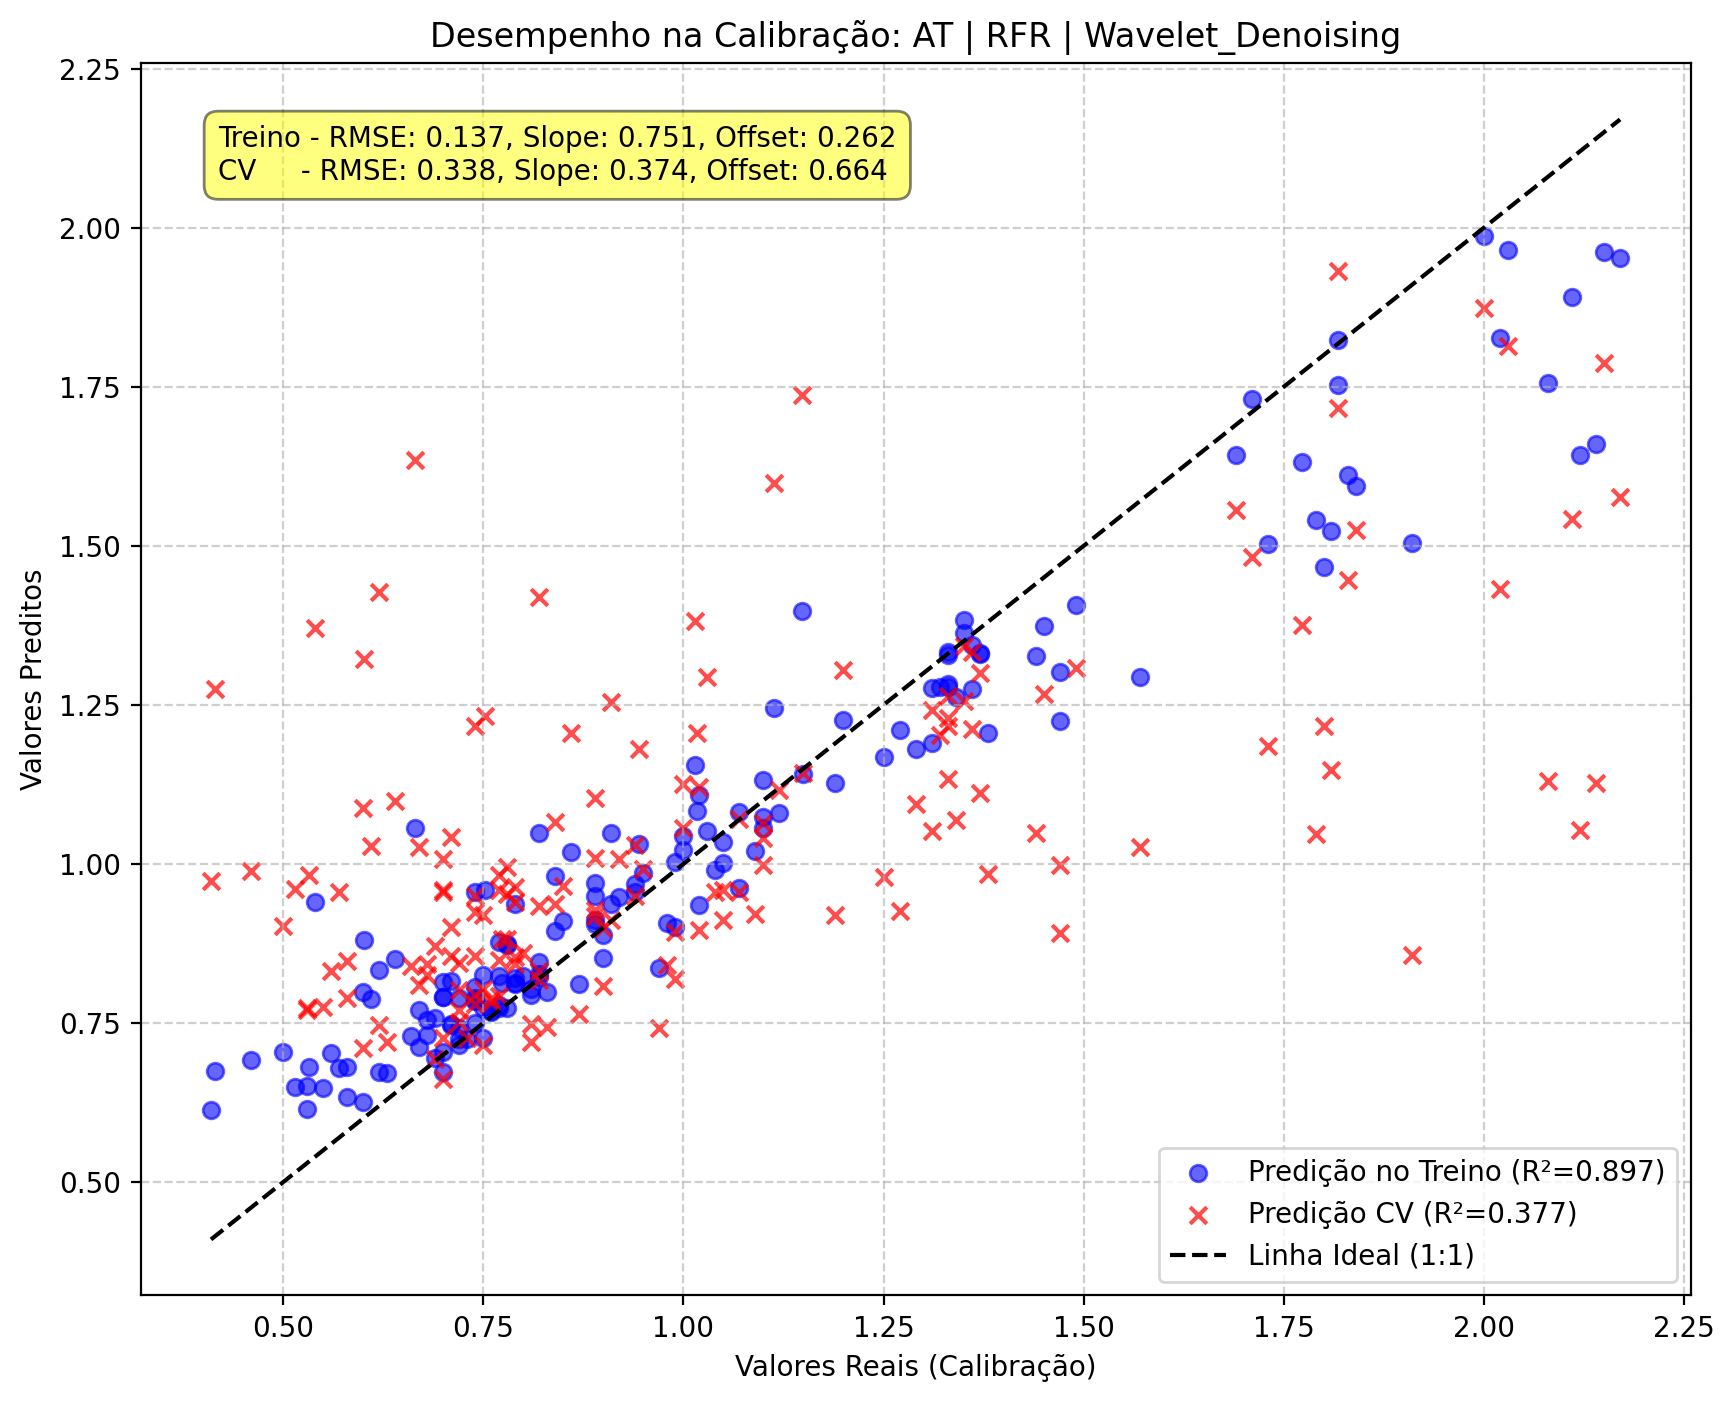 Desempenho na Calibração: AT | RFR | Wavelet_Denoising
2.25
2.00
1.75
1.50
1.25
1.00
0.75
0.50
Valores Preditos
Treino - RMSE: 0.137, Slope: 0.751, Offset: 0.262
CV     - RMSE: 0.338, Slope: 0.374, Offset: 0.664
Predição no Treino (R²=0.897)
Predição CV (R²=0.377)
Linha Ideal (1:1)
0.50 0.75 1.00 1.25 1.50 1.75 2.00 2.25
Valores Reais (Calibração)